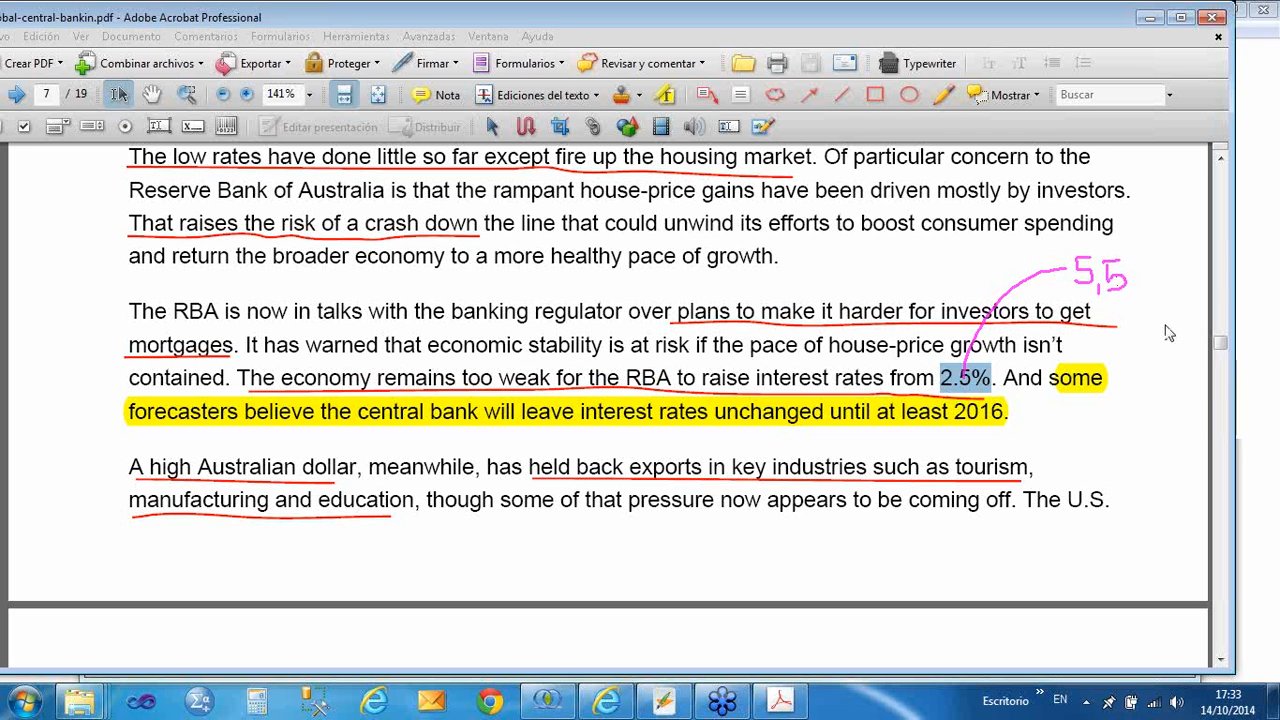 obal-central-bankin.pdf - Adobe Acrobat Professional
vo Edición Ver Documento Comentarios Formularios Herramientas Avanzadas Ventana Ayuda
Crear PDF Combinar archivos Exportar Proteger Firmar Formularios Revisar y comentar Typewriter
7 / 19 141% Nota Ediciones del texto Mostrar Buscar
Editar presentación Distribuir
The low rates have done little so far except fire up the housing market. Of particular concern to the
Reserve Bank of Australia is that the rampant house-price gains have been driven mostly by investors.
That raises the risk of a crash down the line that could unwind its efforts to boost consumer spending
and return the broader economy to a more healthy pace of growth.
5,5
The RBA is now in talks with the banking regulator over plans to make it harder for investors to get
mortgages. It has warned that economic stability is at risk if the pace of house-price growth isn’t
contained. The economy remains too weak for the RBA to raise interest rates from 2.5%. And some
forecasters believe the central bank will leave interest rates unchanged until at least 2016.
A high Australian dollar, meanwhile, has held back exports in key industries such as tourism,
manufacturing and education, though some of that pressure now appears to be coming off. The U.S.
Escritorio EN 17:33
14/10/2014